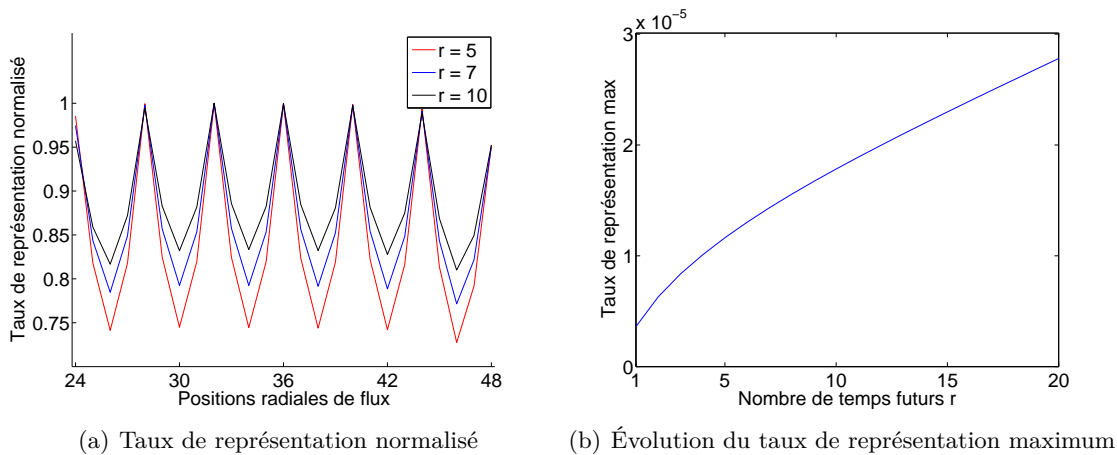 Taux de représentation normalisé
1
0.95
0.9
0.85
0.8
0.75
24
30
36
42
48
Positions radiales de flux
r = 5
r = 7
r = 10
(a) Taux de représentation normalisé
x 10⁻⁵
Taux de représentation max
3
2
1
0
1
5
10
15
20
Nombre de temps futurs r
(b) Évolution du taux de représentation maximum